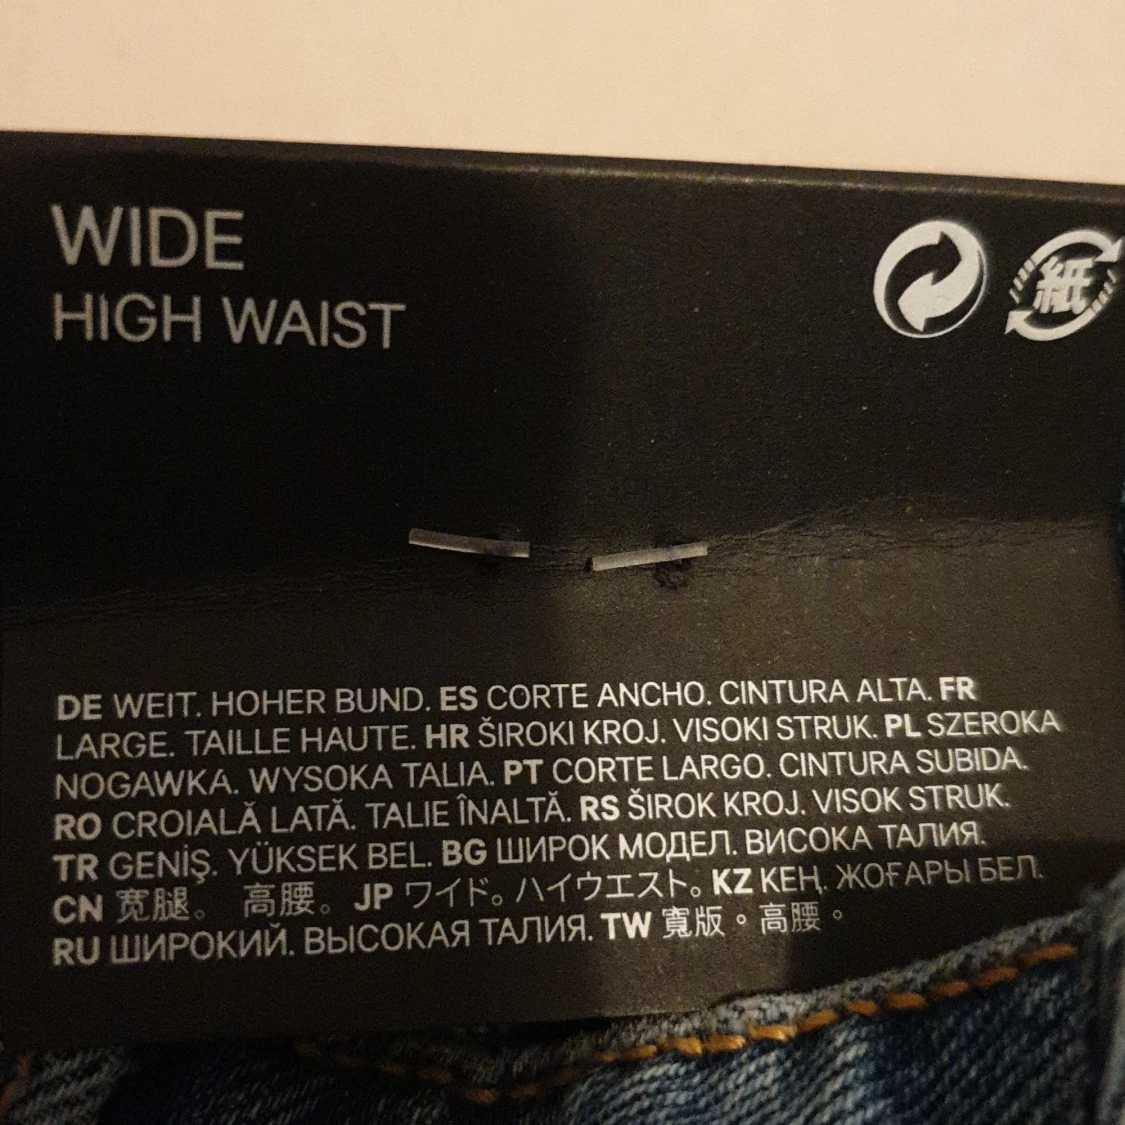 WIDE
HIGH WAIST
紙
DE WEIT. HOHER BUND. ES CORTE ANCHO. CINTURA ALTA. FR
LARGE. TAILLE HAUTE. HR ŠIROKI KROJ. VISOKI STRUK. PL SZEROKA
NOGAWKA. WYSOKA TALIA. PT CORTE LARGO. CINTURA SUBIDA.
RO CROIALĂ LATĂ. TALIE ÎNALTĂ. RS ŠIROK KROJ. VISOK STRUK.
TR GENİŞ. YÜKSEK BEL. BG ШИРОК МОДЕЛ. ВИСОКА ТАЛИЯ.
CN 宽腿。 高腰。 JP ワイド。ハイウエスト。 KZ КЕҢ. ЖОҒАРЫ БЕЛ.
RU ШИРОКИЙ. ВЫСОКАЯ ТАЛИЯ. TW 寬版。高腰。